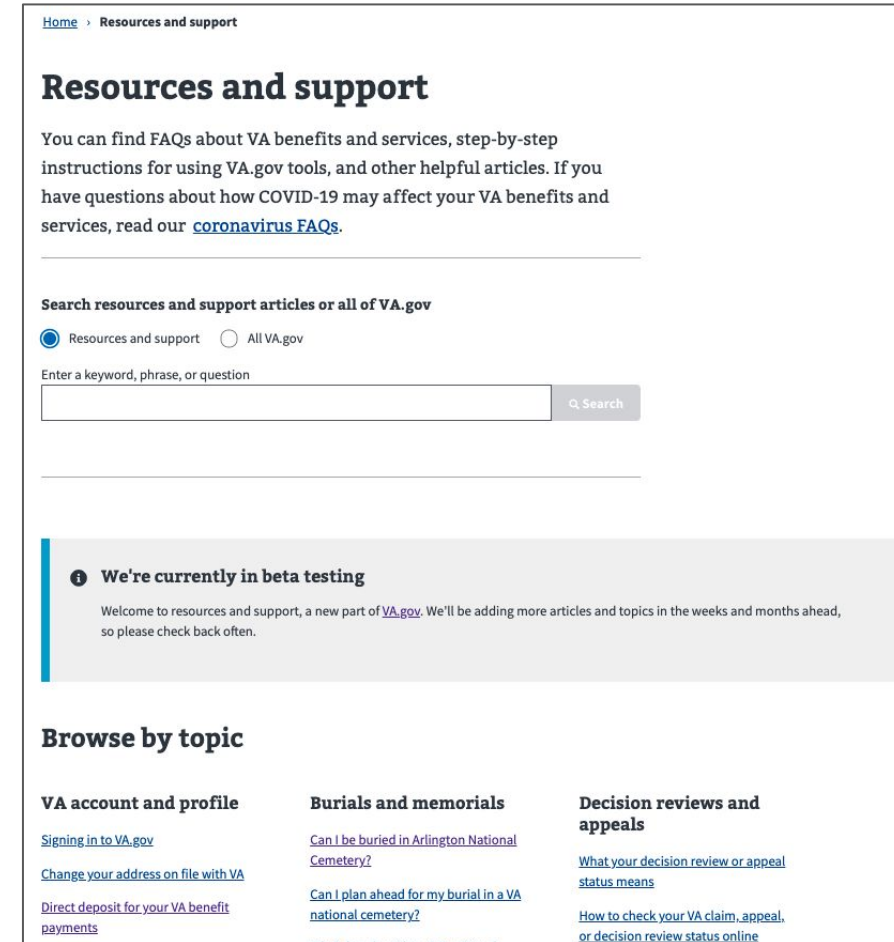 Home › Resources and support
Resources and support
You can find FAQs about VA benefits and services, step-by-step
instructions for using VA.gov tools, and other helpful articles. If you
have questions about how COVID-19 may affect your VA benefits and
services, read our coronavirus FAQs.
Search resources and support articles or all of VA.gov
Resources and support All VA.gov
Enter a keyword, phrase, or question
Search
We're currently in beta testing
Welcome to resources and support, a new part of VA.gov. We'll be adding more articles and topics in the weeks and months ahead,
so please check back often.
Browse by topic
VA account and profile
Signing in to VA.gov
Change your address on file with VA
Direct deposit for your VA benefit
payments
Burials and memorials
Can I be buried in Arlington National
Cemetery?
Can I plan ahead for my burial in a VA
national cemetery?
Decision reviews and
appeals
What your decision review or appeal
status means
How to check your VA claim, appeal,
or decision review status online